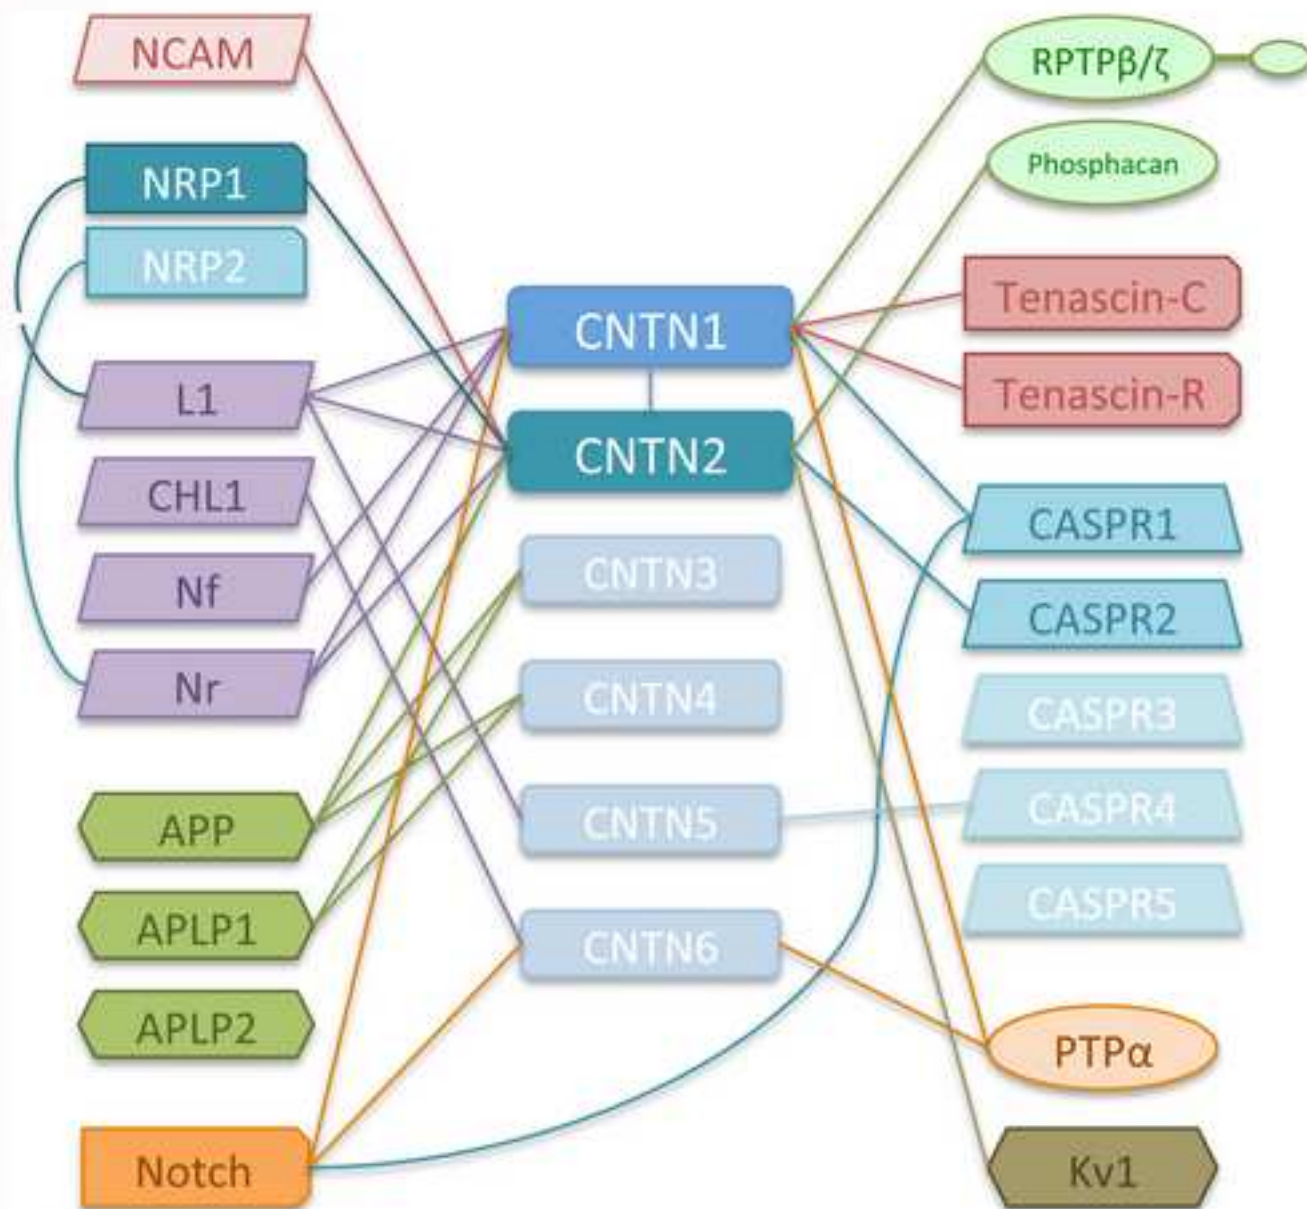 NCAM
NRP1
NRP2
L1
CHL1
Nf
Nr
APP
APLP1
APLP2
Notch
CNTN1
CNTN2
CNTN3
CNTN4
CNTN5
CNTN6
RPTPβ/ζ
Phosphacan
Tenascin-C
Tenascin-R
CASPR1
CASPR2
CASPR3
CASPR4
CASPR5
PTPα
Kv1